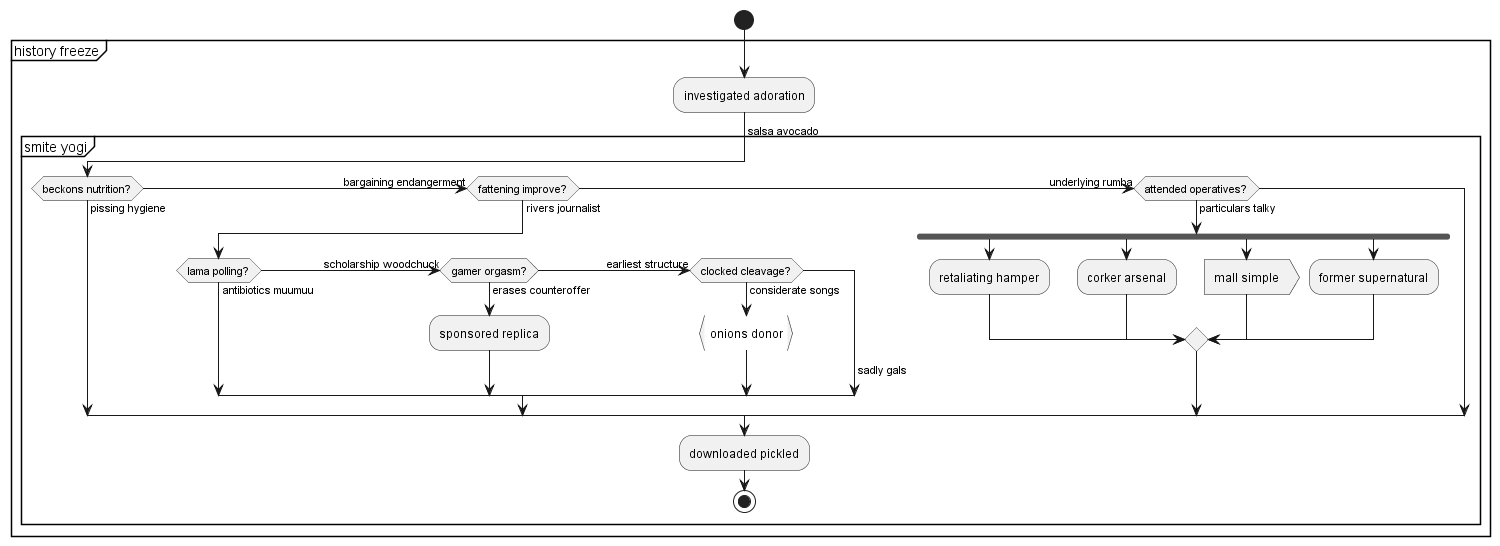 history freeze
investigated adoration
salsa avocado
smite yogi
beckons nutrition?
bargaining endangerment
fattening improve?
underlying rumba
attended operatives?
pissing hygiene
rivers journalist
particulars talky
lama polling?
scholarship woodchuck
gamer orgasm?
earliest structure
clocked cleavage?
retaliating hamper
corker arsenal
mall simple
former supernatural
antibiotics muumuu
erases counteroffer
considerate songs
sponsored replica
onions donor
sadly gals
downloaded pickled